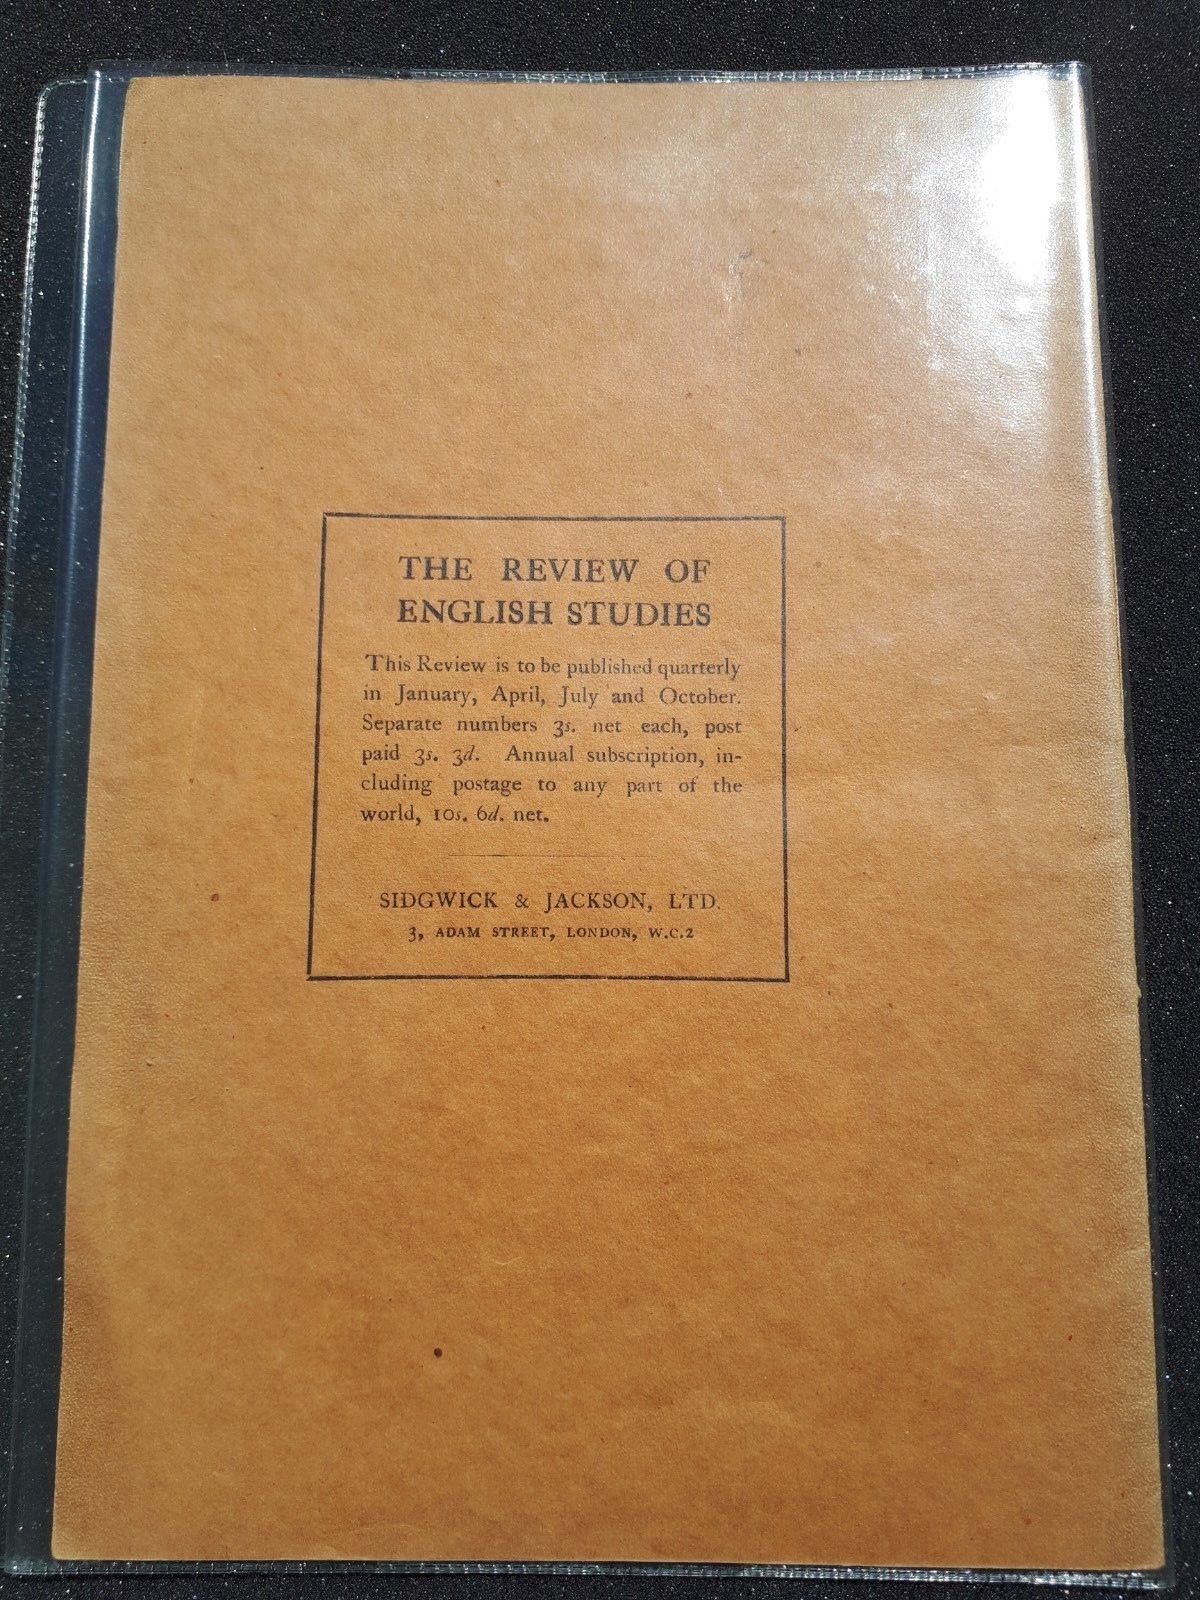 THE REVIEW OF
ENGLISH STUDIES
This Review is to be published quarterly
in January, April, July and October.
Separate numbers 3s. net each, post
paid 3s. 3d. Annual subscription, in-
cluding postage to any part of the
world, 10s. 6d. net.
SIDGWICK & JACKSON, LTD.
3, ADAM STREET, LONDON, W.C.2